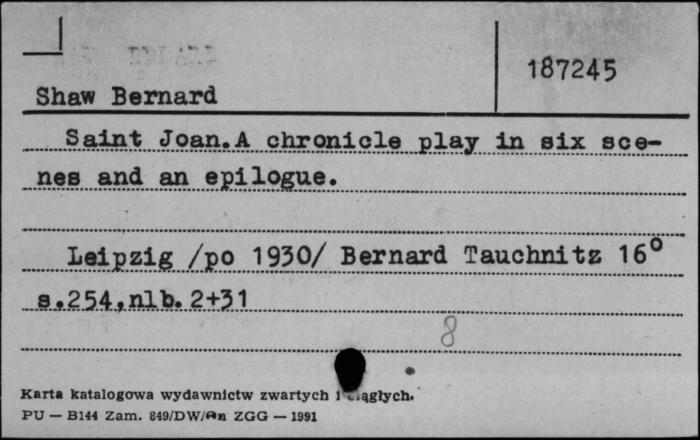 187245
Shaw Bernard
Saint Joan.A chronicle play in six sce-
nes and an epilogue.
Leipzig /po 1930/ Bernard Tauchnitz 16°
s.254,nlb. 2+31
8
Karta katalogowa wydawnictw zwartych i ciągłych.
PU — B144 Zam. 849/DW/ ZGG — 1991